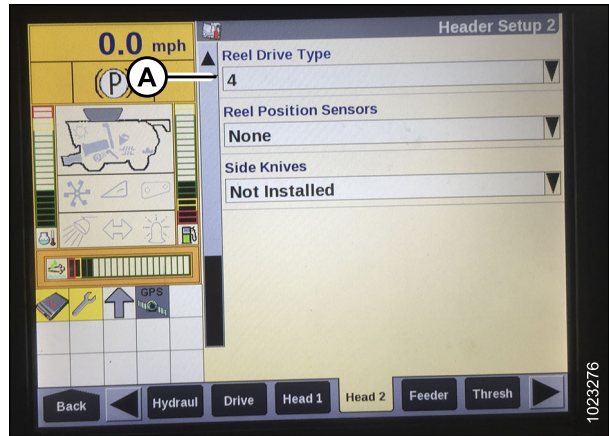 Header Setup 2
0.0 mph
(P)
A
Reel Drive Type
4
Reel Position Sensors
None
Side Knives
Not Installed
GPS
Back
Hydraul
Drive
Head 1
Head 2
Feeder
Thresh
1023276